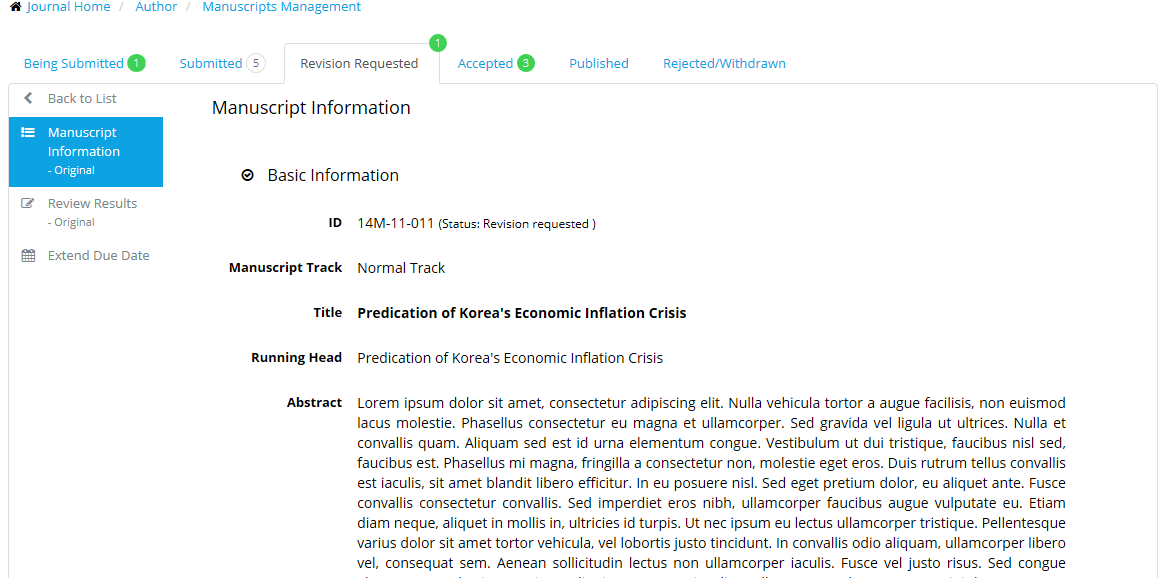 Journal Home / Author / Manuscripts Management
1
Being Submitted 1 Submitted 5 Revision Requested Accepted 3 Published Rejected/Withdrawn
Back to List
Manuscript Information
Manuscript
Information
- Original
Basic Information
Review Results
- Original
ID 14M-11-011 (Status: Revision requested )
Extend Due Date
Manuscript Track Normal Track
Title Predication of Korea's Economic Inflation Crisis
Running Head Predication of Korea's Economic Inflation Crisis
Abstract Lorem ipsum dolor sit amet, consectetur adipiscing elit. Nulla vehicula tortor a augue facilisis, non euismod
lacus molestie. Phasellus consectetur eu magna et ullamcorper. Sed gravida vel ligula ut ultrices. Nulla et
convallis quam. Aliquam sed est id urna elementum congue. Vestibulum ut dui tristique, faucibus nisl sed,
faucibus est. Phasellus mi magna, fringilla a consectetur non, molestie eget eros. Duis rutrum tellus convallis
est iaculis, sit amet blandit libero efficitur. In eu posuere nisl. Sed eget pretium dolor, eu aliquet ante. Fusce
convallis consectetur convallis. Sed imperdiet eros nibh, ullamcorper faucibus augue vulputate eu. Etiam
diam neque, aliquet in mollis in, ultricies id turpis. Ut nec ipsum eu lectus ullamcorper tristique. Pellentesque
varius dolor sit amet tortor vehicula, vel lobortis justo tincidunt. In convallis odio aliquam, ullamcorper libero
vel, consequat sem. Aenean sollicitudin lectus non ullamcorper iaculis. Fusce vel justo risus. Sed congue